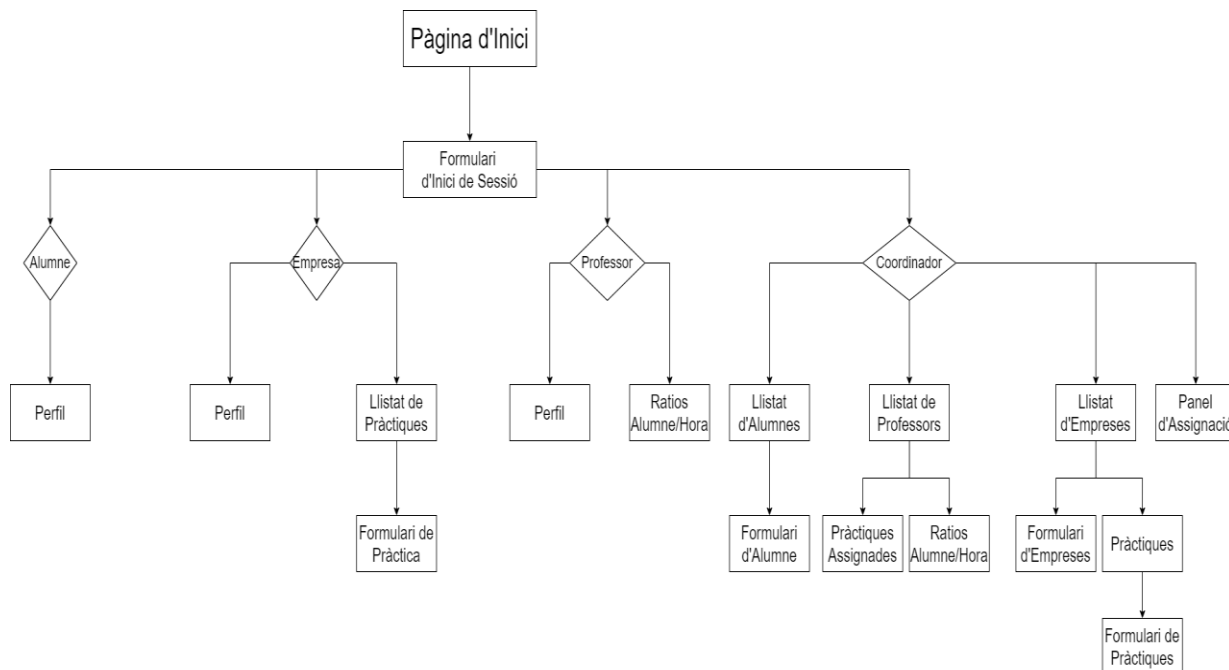 Pàgina d'Inici
Formulari
d'Inici de Sessió
Alumne
Empresa
Professor
Coordinador
Perfil
Perfil
Llistat de
Pràctiques
Perfil
Ratios
Alumne/Hora
Llistat
d'Alumnes
Llistat de
Professors
Llistat
d'Empreses
Panel
d'Assignació
Formulari de
Pràctica
Formulari
d'Alumne
Pràctiques
Assignades
Ratios
Alumne/Hora
Formulari
d'Empreses
Pràctiques
Formulari de
Pràctiques